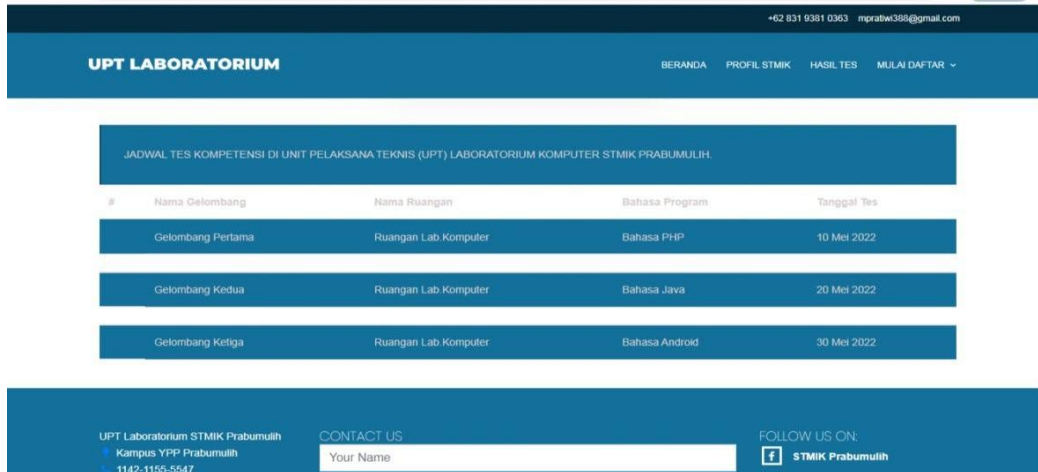 +62 831 9381 0363 mpratiwi388@gmail.com
UPT LABORATORIUM
BERANDA PROFIL STMIK HASIL TES MULAI DAFTAR
JADWAL TES KOMPETENSI DI UNIT PELAKSANA TEKNIS (UPT) LABORATORIUM KOMPUTER STMIK PRABUMULIH.
# Nama Gelombang Nama Ruangan Bahasa Program Tanggal Tes
Gelombang Pertama Ruangan Lab.Komputer Bahasa PHP 10 Mei 2022
Gelombang Kedua Ruangan Lab.Komputer Bahasa Java 20 Mei 2022
Gelombang Ketiga Ruangan Lab.Komputer Bahasa Android 30 Mei 2022
UPT Laboratorium STMIK Prabumulih
Kampus YPP Prabumulih
1142-1155-5547
CONTACT US
Your Name
FOLLOW US ON:
STMIK Prabumulih